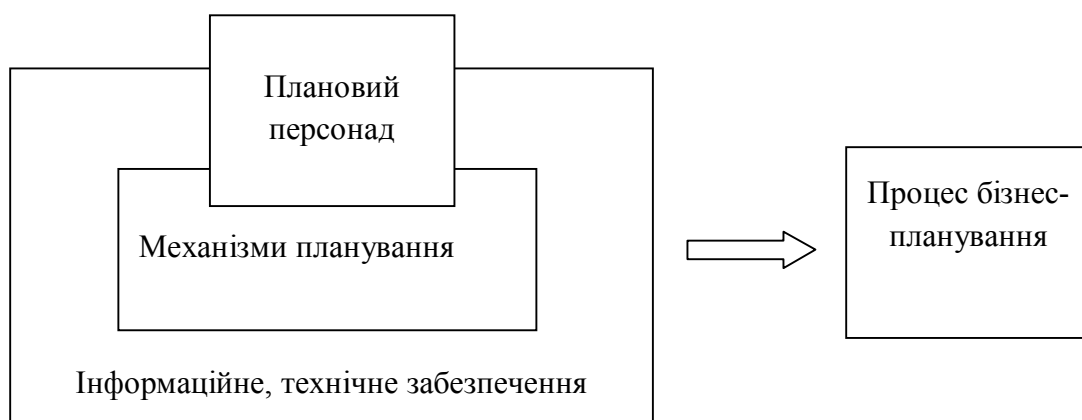 Плановий
персонад
Механізми планування
Інформаційне, технічне забезпечення
Процес бізнес-
планування